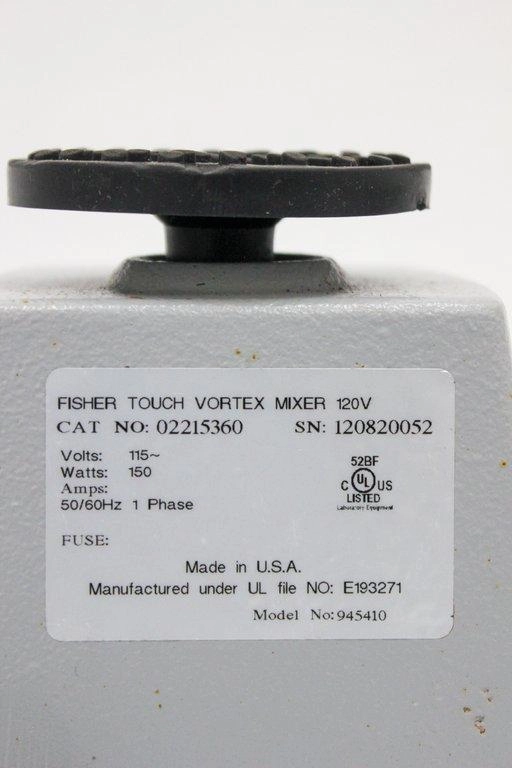 FISHER TOUCH VORTEX MIXER 120V
CAT NO: 02215360 SN: 120820052
Volts: 115~
Watts: 150
Amps:
50/60Hz 1 Phase
52BF
C UL US
LISTED
Laboratory Equipment
FUSE:
Made in U.S.A.
Manufactured under UL file NO: E193271
Model No: 945410